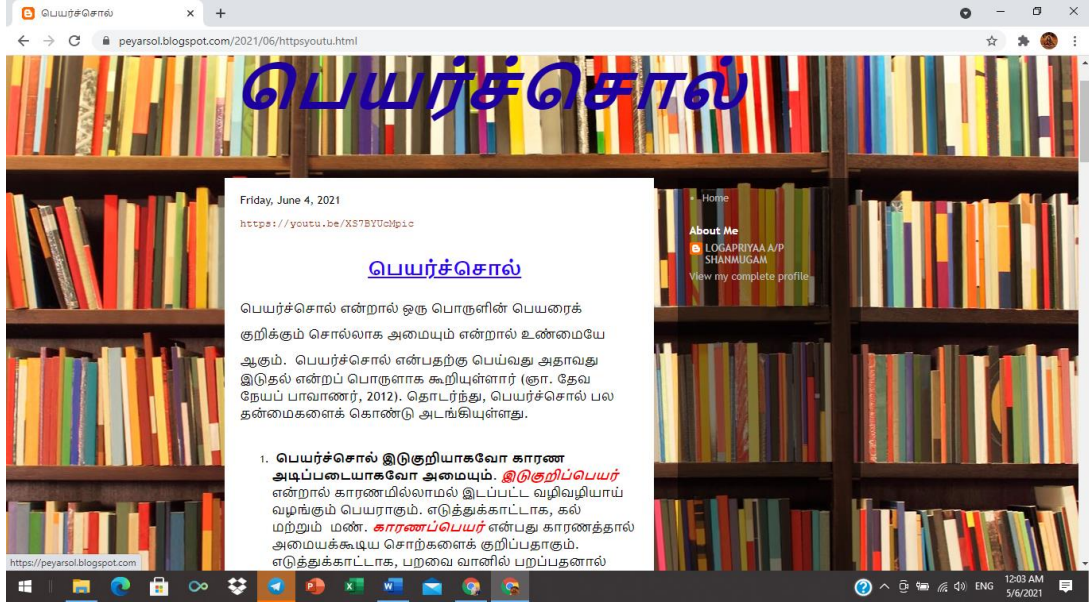 பெயர்ச்சொல்
peyarsol.blogspot.com/2021/06/httpsyoutu.html
பெயர்ச்சொல்
Friday, June 4, 2021
https://youtu.be/XS7BYUcMpic
பெயர்ச்சொல்
பெயர்ச்சொல் என்றால் ஒரு பொருளின் பெயரைக்
குறிக்கும் சொல்லாக அமையும் என்றால் உண்மையே
ஆகும். பெயர்ச்சொல் என்பதற்கு பெய்வது அதாவது
இடுதல் என்றப் பொருளாக கூறியுள்ளார் (ஞா. தேவ
நேயப் பாவாணர், 2012). தொடர்ந்து, பெயர்ச்சொல் பல
தன்மைகளைக் கொண்டு அடங்கியுள்ளது.
1. பெயர்ச்சொல் இடுகுறியாகவோ காரண
அடிப்படையாகவோ அமையும். இடுகுறிப்பெயர்
என்றால் காரணமில்லாமல் இடப்பட்ட வழிவழியாய்
வழங்கும் பெயராகும். எடுத்துக்காட்டாக, கல்
மற்றும் மண். காரணப்பெயர் என்பது காரணத்தால்
அமையக்கூடிய சொற்களைக் குறிப்பதாகும்.
எடுத்துக்காட்டாக, பறவை வானில் பறப்பதனால்
Home
About Me
LOGAPRIYAA A/P
SHANMUGAM
View my complete profile
https://peyarsol.blogspot.com
ENG
12:03 AM
5/6/2021